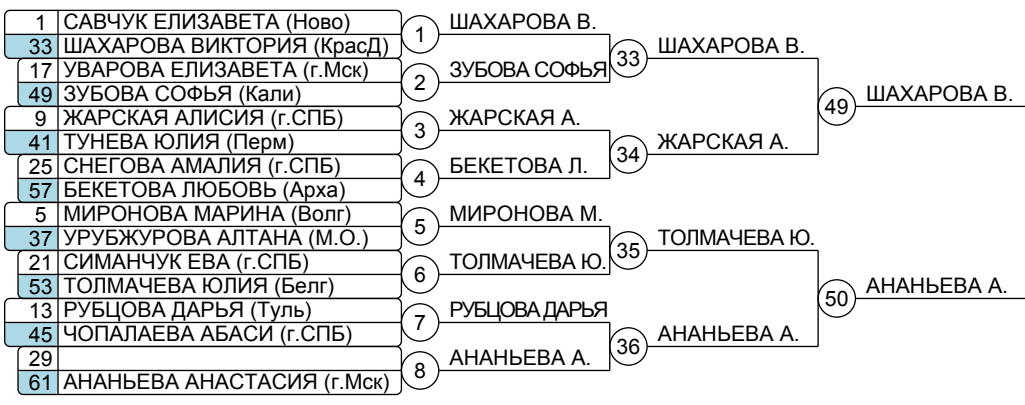 1 САВЧУК ЕЛИЗАВЕТА (Ново)
33 ШАХАРОВА ВИКТОРИЯ (КрасД)
17 УВАРОВА ЕЛИЗАВЕТА (г.Мск)
49 ЗУБОВА СОФЬЯ (Кали)
9 ЖАРСКАЯ АЛИСИЯ (г.СПБ)
41 ТУНЕВА ЮЛИЯ (Перм)
25 СНЕГОВА АМАЛИЯ (г.СПБ)
57 БЕКЕТОВА ЛЮБОВЬ (Арха)
5 МИРОНОВА МАРИНА (Волг)
37 УРУБЖУРОВА АЛТАНА (М.О.)
21 СИМАНЧУК ЕВА (г.СПБ)
53 ТОЛМАЧЕВА ЮЛИЯ (Белг)
13 РУБЦОВА ДАРЬЯ (Туль)
45 ЧОПАЛАЕВА АБАСИ (г.СПБ)
29
61 АНАНЬЕВА АНАСТАСИЯ (г.Мск)
1 ШАХАРОВА В.
2 ЗУБОВА СОФЬЯ
3 ЖАРСКАЯ А.
4 БЕКЕТОВА Л.
5 МИРОНОВА М.
6 ТОЛМАЧЕВА Ю.
7 РУБЦОВА ДАРЬЯ
8 АНАНЬЕВА А.
33 ШАХАРОВА В.
34 ЖАРСКАЯ А.
35 ТОЛМАЧЕВА Ю.
36 АНАНЬЕВА А.
49 ШАХАРОВА В.
50 АНАНЬЕВА А.